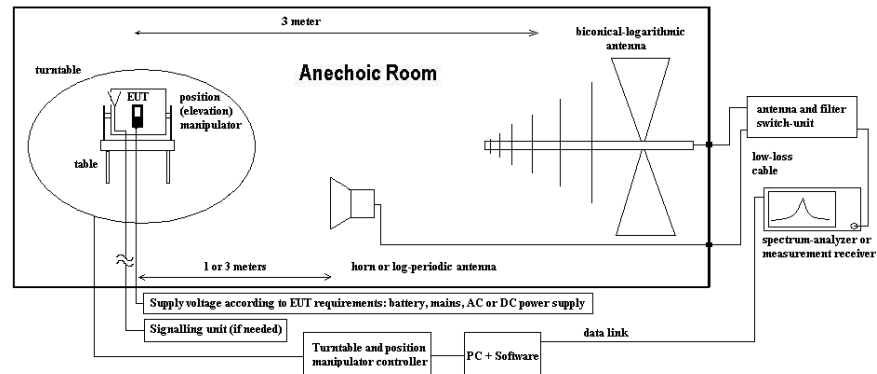 3 meter
biconical-logarithmic
antenna
Anechoic Room
turntable
EUT
position
(elevation)
manipulator
table
antenna and filter
switch-unit
low-loss
cable
spectrum-analyzer or
measurement receiver
1 or 3 meters
horn or log-periodic antenna
Supply voltage according to EUT requirements: battery, mains, AC or DC power supply
Signalling unit (if needed)
data link
Turntable and position
manipulator controller
PC + Software